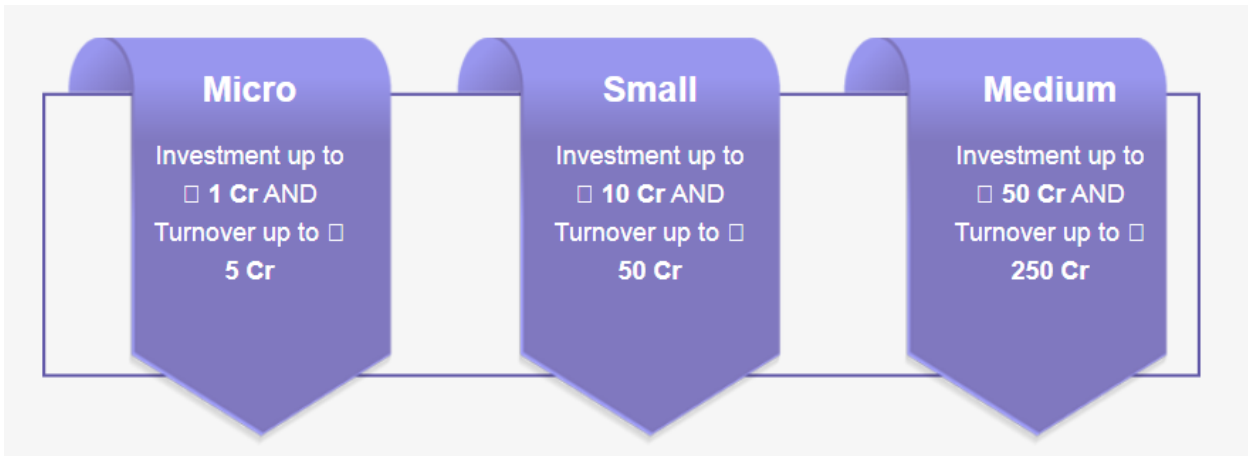 Micro
Investment up to
□ 1 Cr AND
Turnover up to □
5 Cr
Small
Investment up to
□ 10 Cr AND
Turnover up to □
50 Cr
Medium
Investment up to
□ 50 Cr AND
Turnover up to □
250 Cr